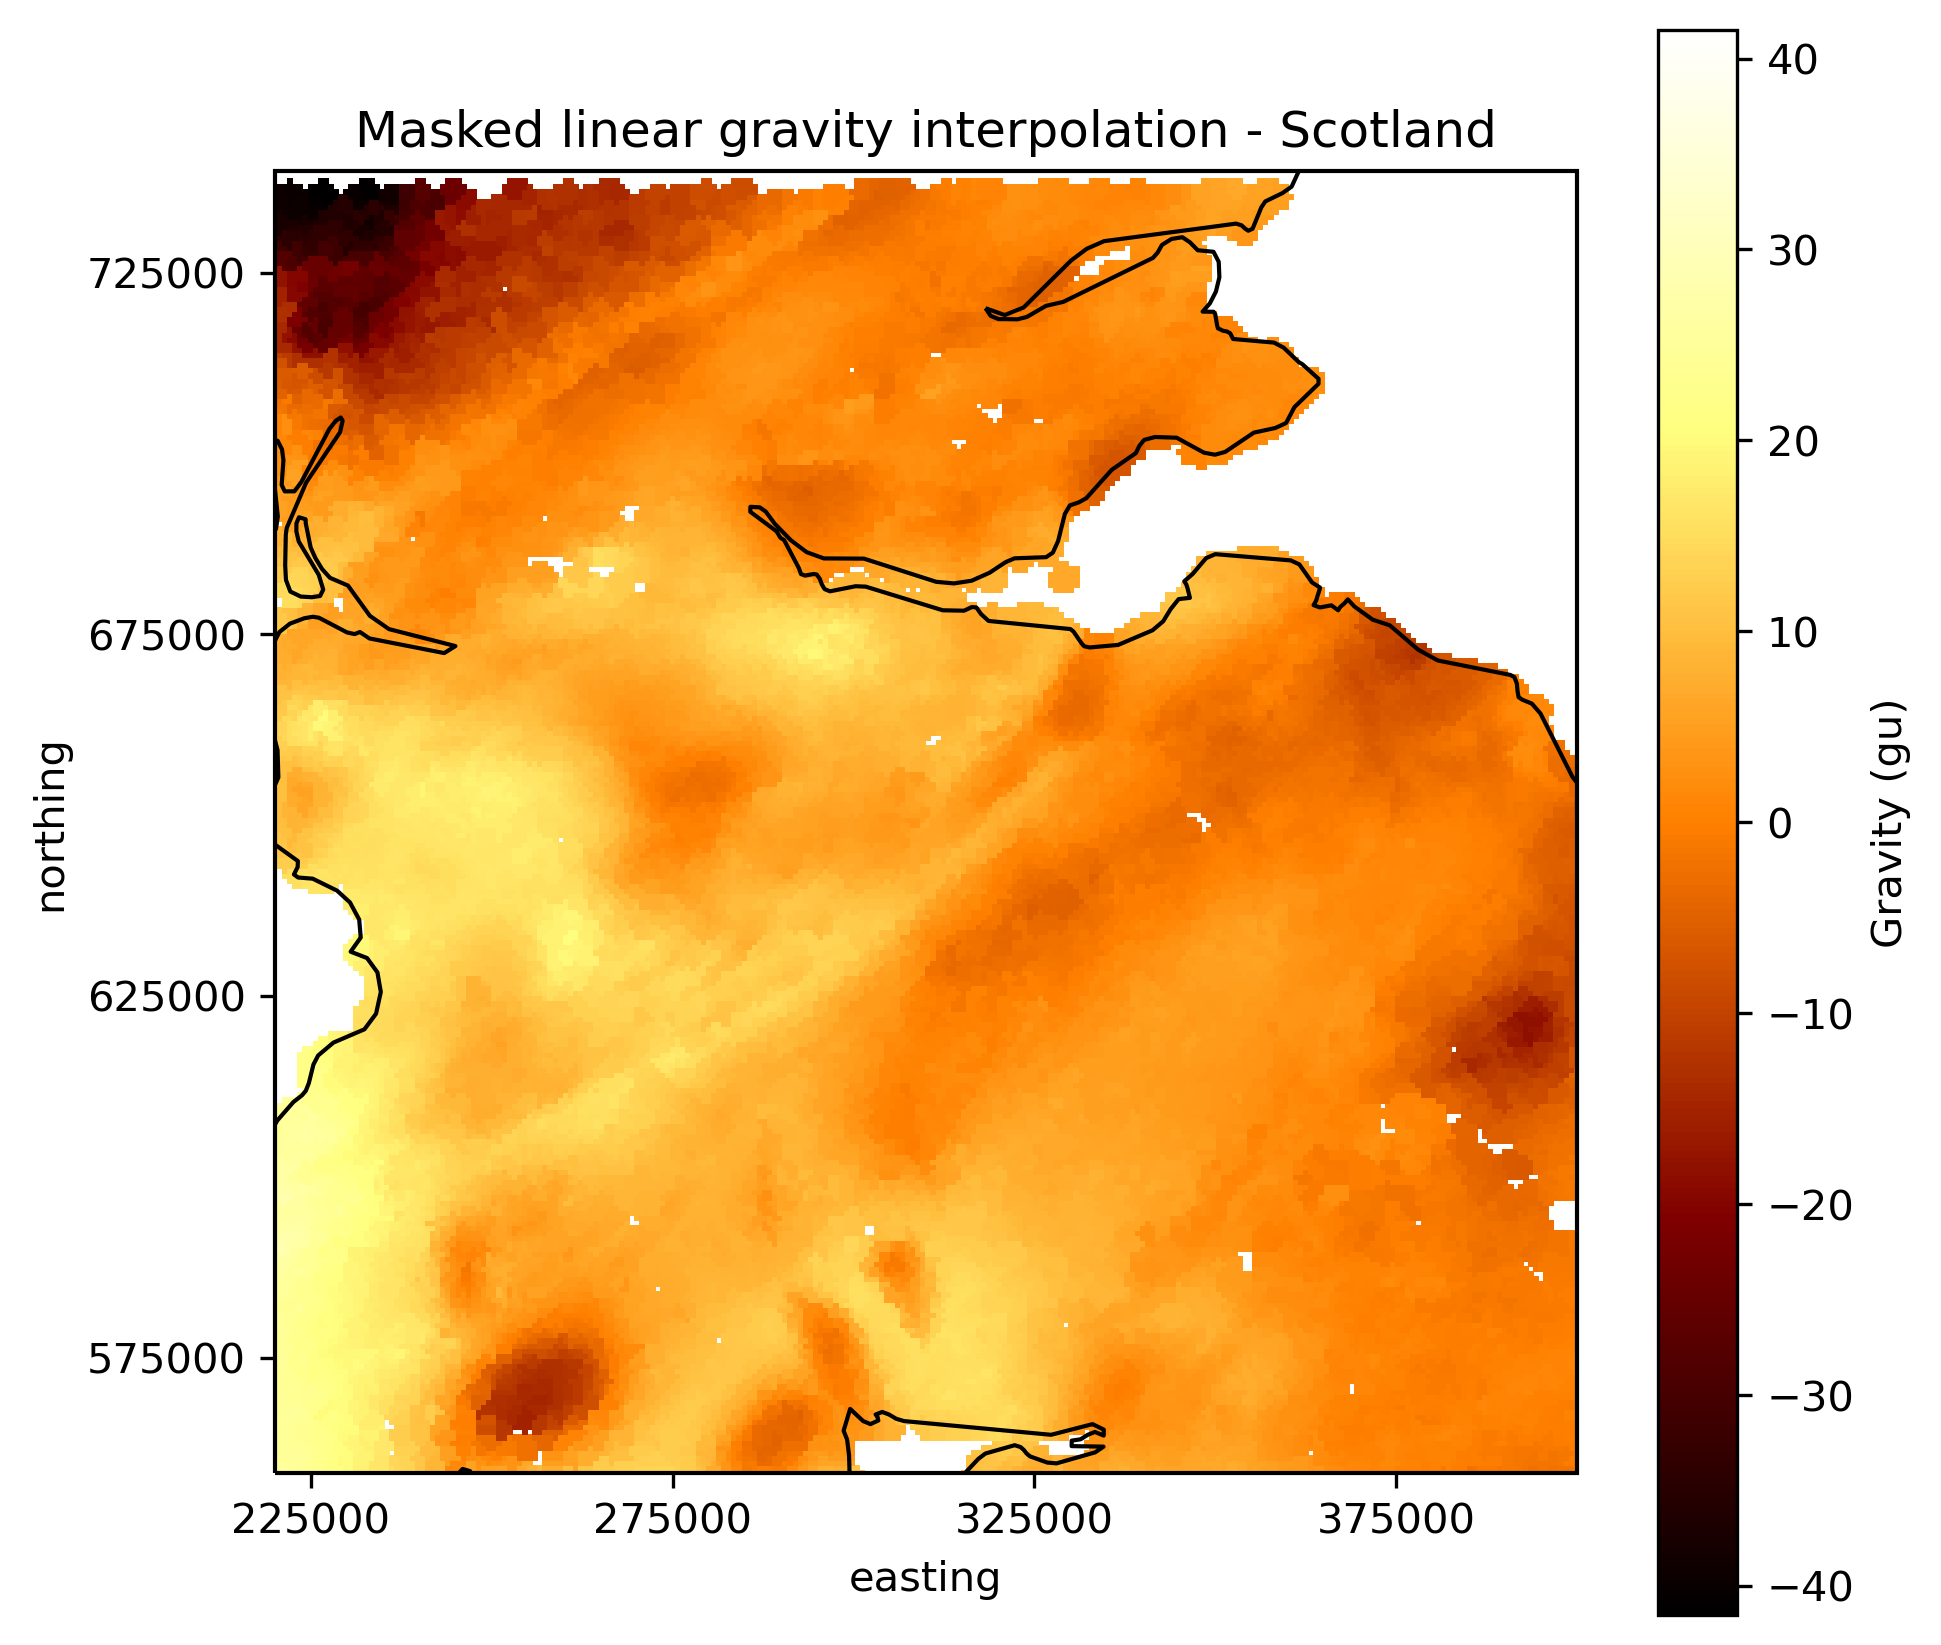 Masked linear gravity interpolation - Scotland
40
30
20
10
0
−10
−20
−30
−40
Gravity (gu)
725000
675000
625000
575000
northing
225000 275000 325000 375000
easting